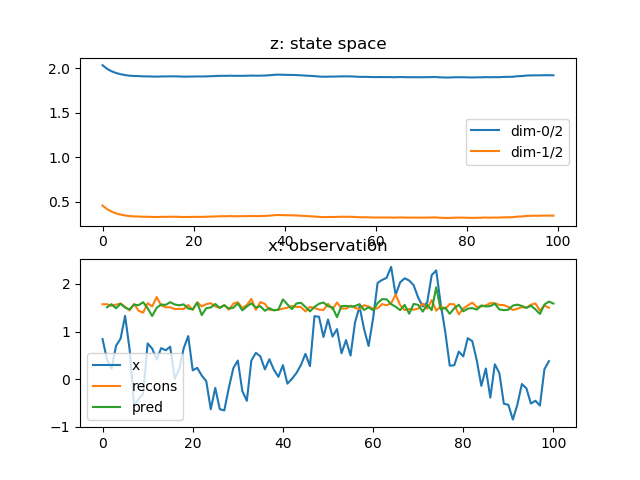 z: state space
2.0
1.5
1.0
0.5
dim-0/2
dim-1/2
0 20 40 60 80 100
x: observation
2
1
0
−1
x
recons
pred
0 20 40 60 80 100